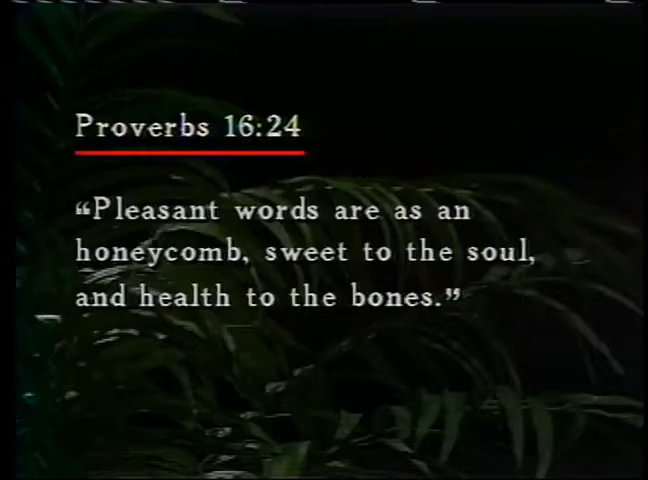 Proverbs 16:24
“Pleasant words are as an
honeycomb, sweet to the soul,
and health to the bones.”